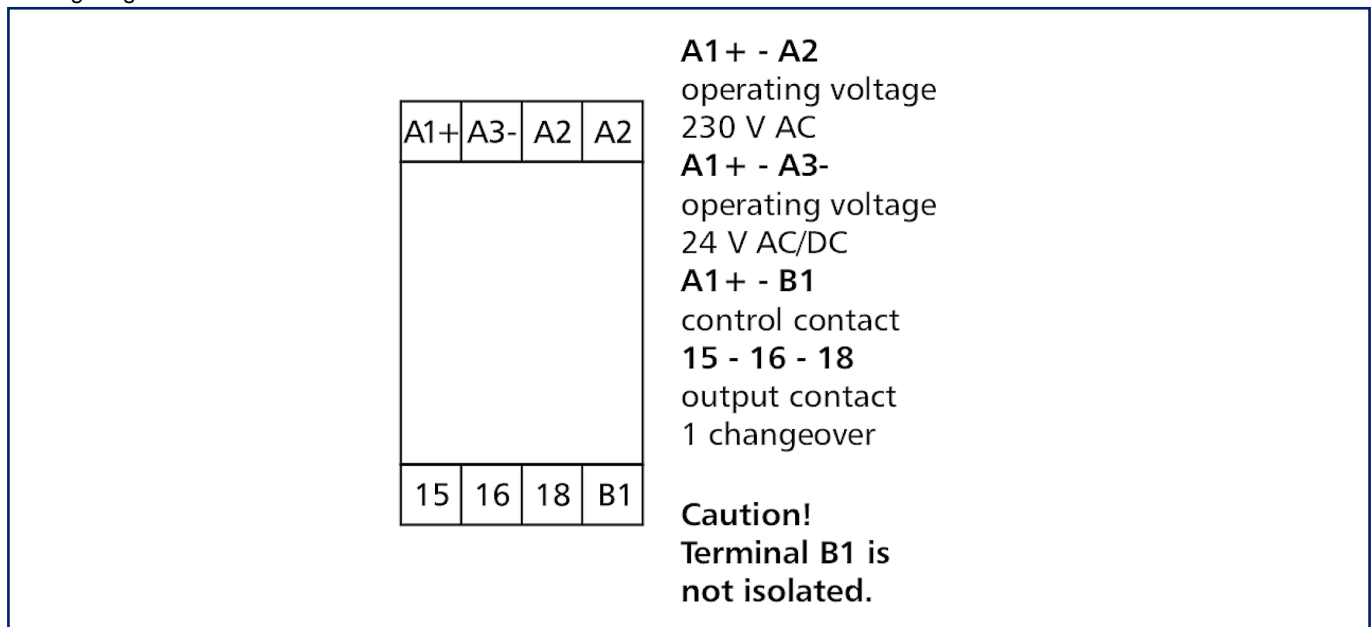 A1+ A3- A2 A2
15 16 18 B1
A1+ - A2
operating voltage
230 V AC
A1+ - A3-
operating voltage
24 V AC/DC
A1+ - B1
control contact
15 - 16 - 18
output contact
1 changeover
Caution!
Terminal B1 is
not isolated.